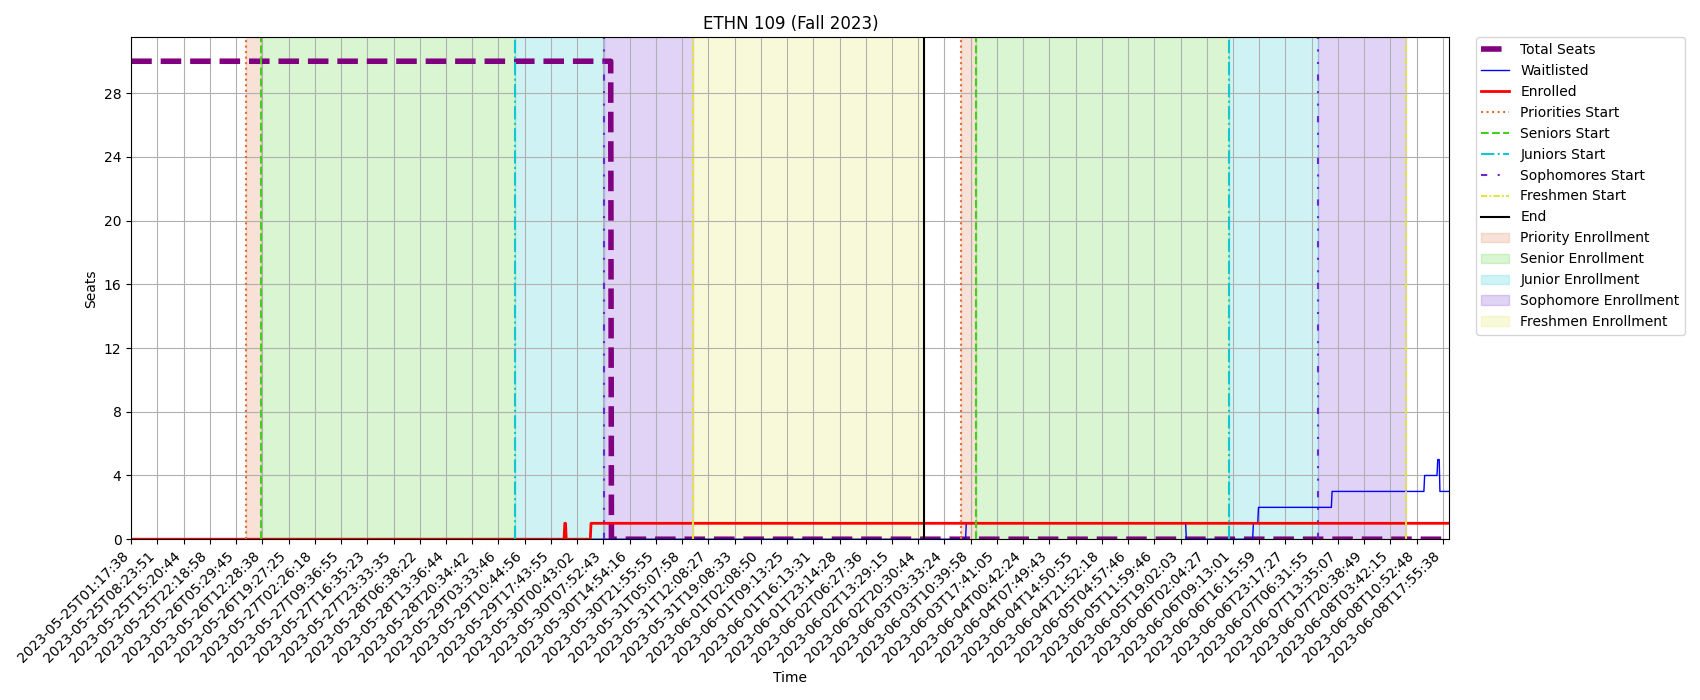 ETHN 109 (Fall 2023)
Seats
28
24
20
16
12
8
4
0
2023-05-25T01:17:38
2023-05-25T08:23:51
2023-05-25T15:20:44
2023-05-25T22:18:58
2023-05-26T05:29:45
2023-05-26T12:28:38
2023-05-26T19:27:23
2023-05-27T02:26:18
2023-05-27T09:36:55
2023-05-27T16:35:23
2023-05-27T23:33:35
2023-05-28T06:38:22
2023-05-28T13:36:44
2023-05-28T20:34:42
2023-05-29T03:33:46
2023-05-29T10:44:56
2023-05-29T17:43:55
2023-05-30T00:43:02
2023-05-30T07:52:43
2023-05-30T14:54:16
2023-05-30T21:55:55
2023-05-31T05:07:58
2023-05-31T12:08:27
2023-05-31T19:08:33
2023-06-01T02:08:50
2023-06-01T09:13:25
2023-06-01T16:13:31
2023-06-01T23:14:28
2023-06-02T06:27:36
2023-06-02T13:29:15
2023-06-02T20:30:44
2023-06-03T03:33:24
2023-06-03T10:39:58
2023-06-03T17:41:05
2023-06-04T00:42:24
2023-06-04T07:49:43
2023-06-04T14:50:55
2023-06-04T21:52:18
2023-06-05T04:57:46
2023-06-05T11:59:46
2023-06-05T19:02:03
2023-06-06T02:04:27
2023-06-06T09:13:01
2023-06-06T16:15:59
2023-06-06T23:17:27
2023-06-07T06:31:55
2023-06-07T13:35:07
2023-06-07T20:38:49
2023-06-08T03:42:15
2023-06-08T10:52:48
2023-06-08T17:55:38
Time
Total Seats
Waitlisted
Enrolled
Priorities Start
Seniors Start
Juniors Start
Sophomores Start
Freshmen Start
End
Priority Enrollment
Senior Enrollment
Junior Enrollment
Sophomore Enrollment
Freshmen Enrollment